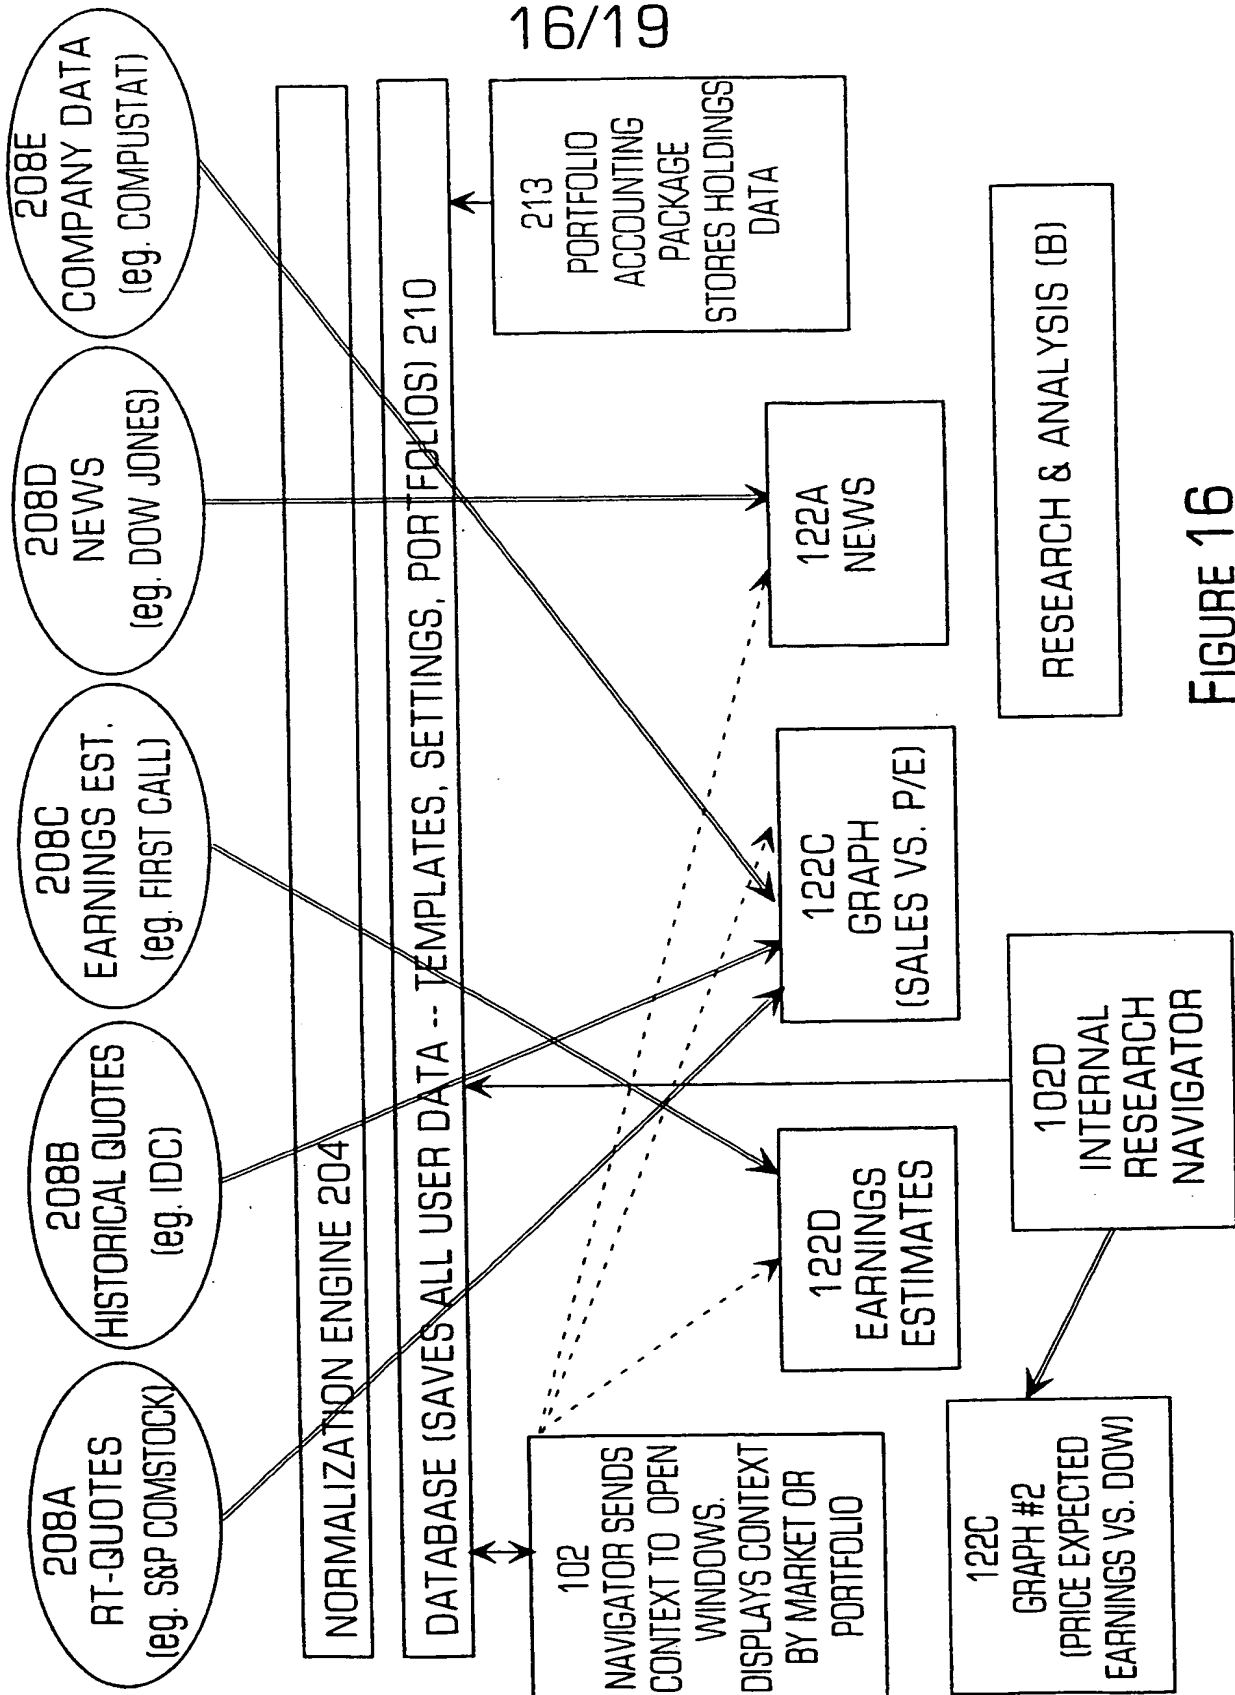 16/19
208A
RT-QUOTES
(eg. S&P COMSTOCK)
208B
HISTORICAL QUOTES
(eg. IDC)
208C
EARNINGS EST.
(eg. FIRST CALL)
208D
NEWS
(eg. DOW JONES)
208E
COMPANY DATA
(eg. COMPUSTAT)
NORMALIZATION ENGINE 204
DATABASE (SAVES ALL USER DATA -- TEMPLATES, SETTINGS, PORTFOLIOS) 210
102
NAVIGATOR SENDS
CONTEXT TO OPEN
WINDOWS.
DISPLAYS CONTEXT
BY MARKET OR
PORTFOLIO
213
PORTFOLIO
ACCOUNTING
PACKAGE
STORES HOLDINGS
DATA
122D
EARNINGS
ESTIMATES
122C
GRAPH
(SALES VS. P/E)
122A
NEWS
122C
GRAPH #2
(PRICE EXPECTED
EARNINGS VS. DOW)
102D
INTERNAL
RESEARCH
NAVIGATOR
RESEARCH & ANALYSIS (B)
FIGURE 16